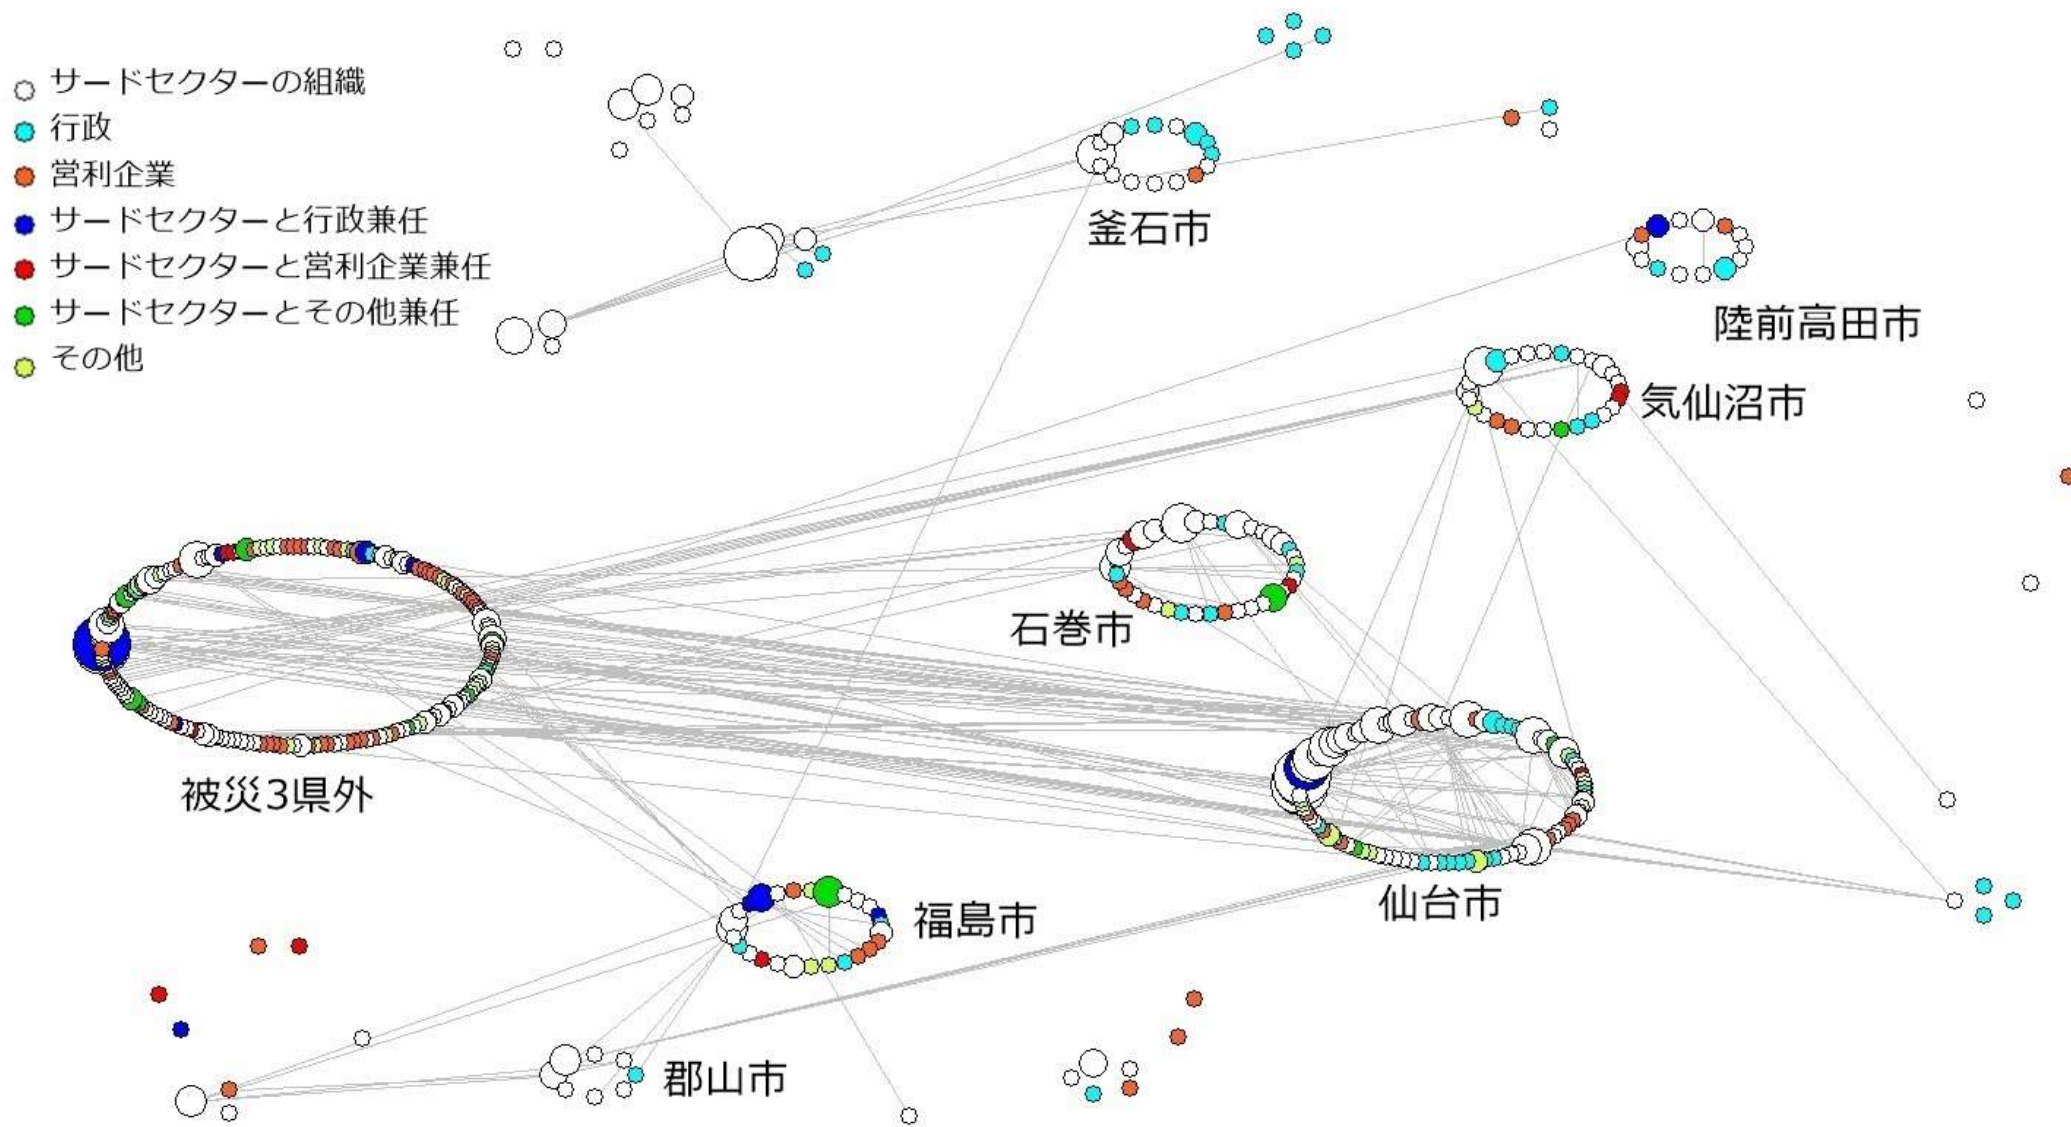 サードセクターの組織
行政
営利企業
サードセクターと行政兼任
サードセクターと営利企業兼任
サードセクターとその他兼任
その他
釜石市
陸前高田市
気仙沼市
石巻市
被災3県外
仙台市
福島市
郡山市